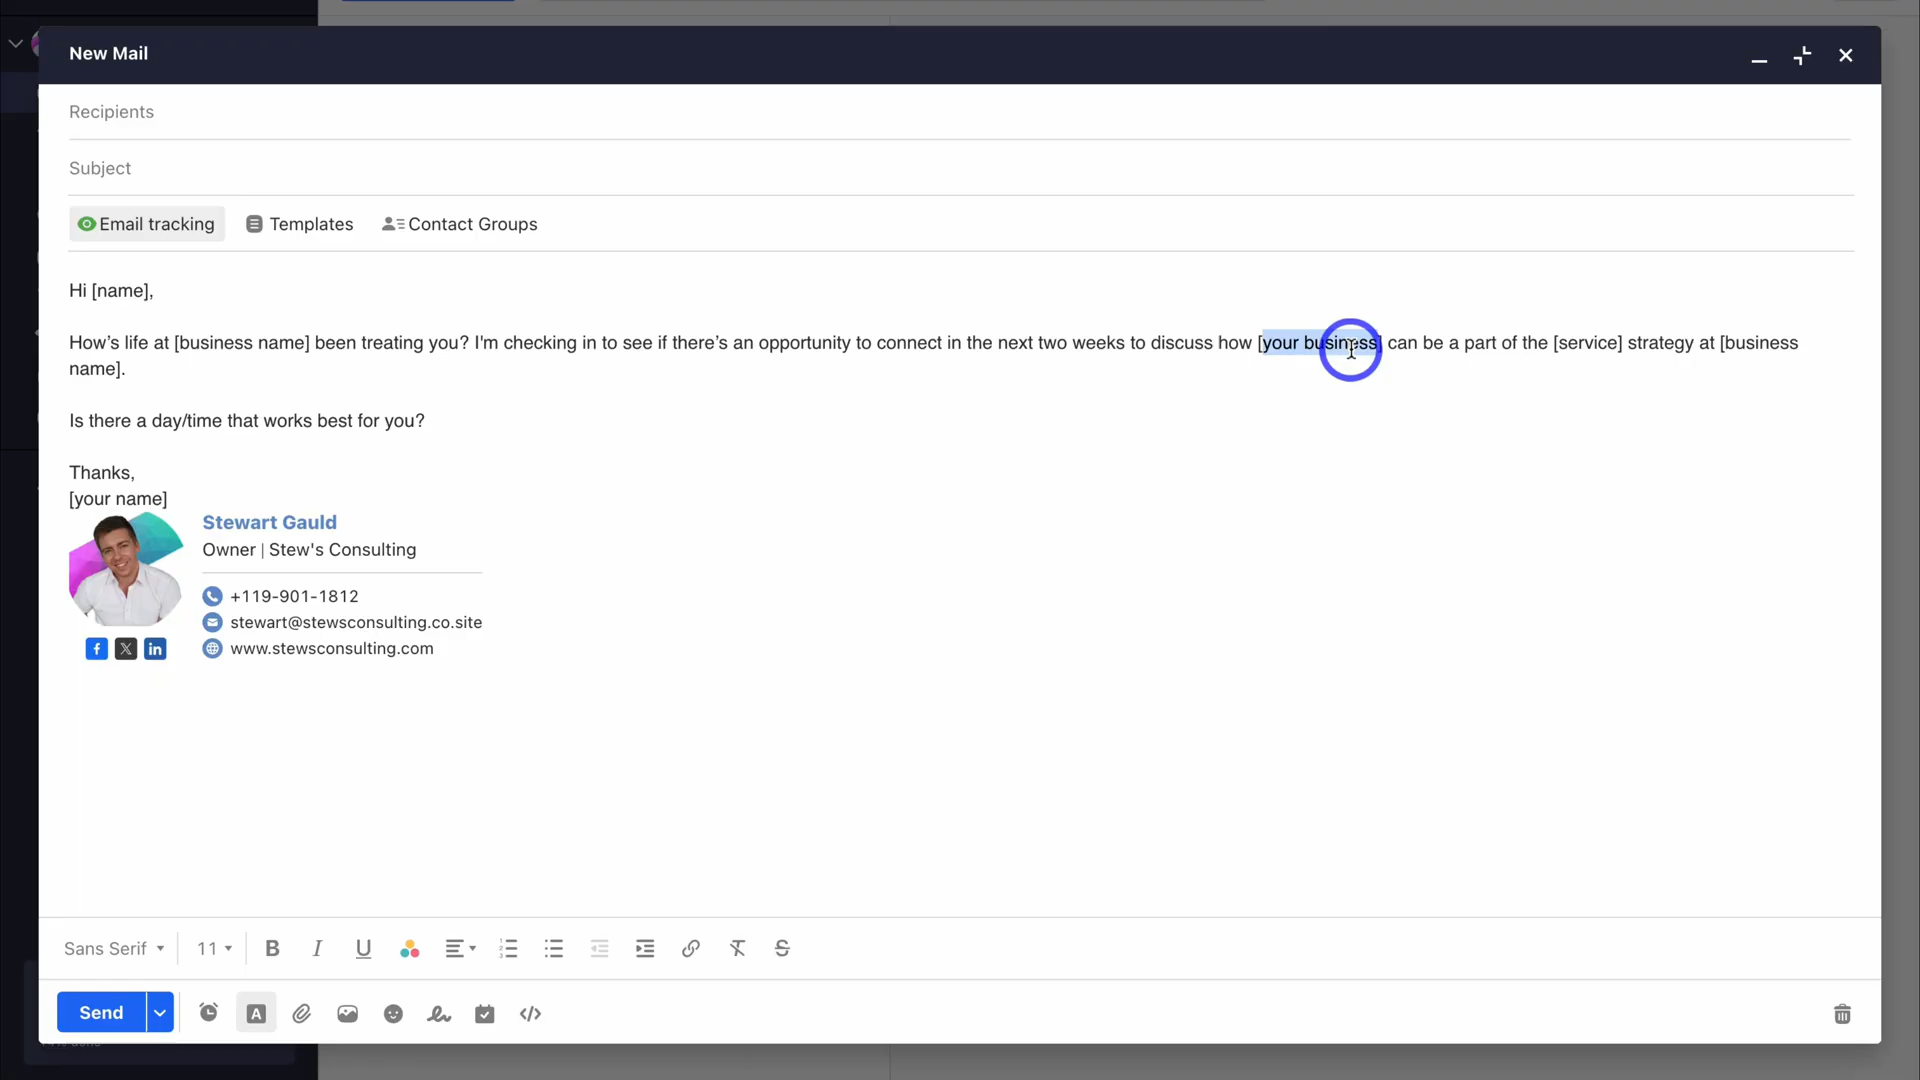 New Mail
Recipients
Subject
Email tracking Templates Contact Groups
Hi [name],
How’s life at [business name] been treating you? I'm checking in to see if there’s an opportunity to connect in the next two weeks to discuss how [your business] can be a part of the [service] strategy at [business
name].
Is there a day/time that works best for you?
Thanks,
[your name]
Stewart Gauld
Owner | Stew's Consulting
+119-901-1812
stewart@stewsconsulting.co.site
www.stewsconsulting.com
Sans Serif 11 B I U S
Send A